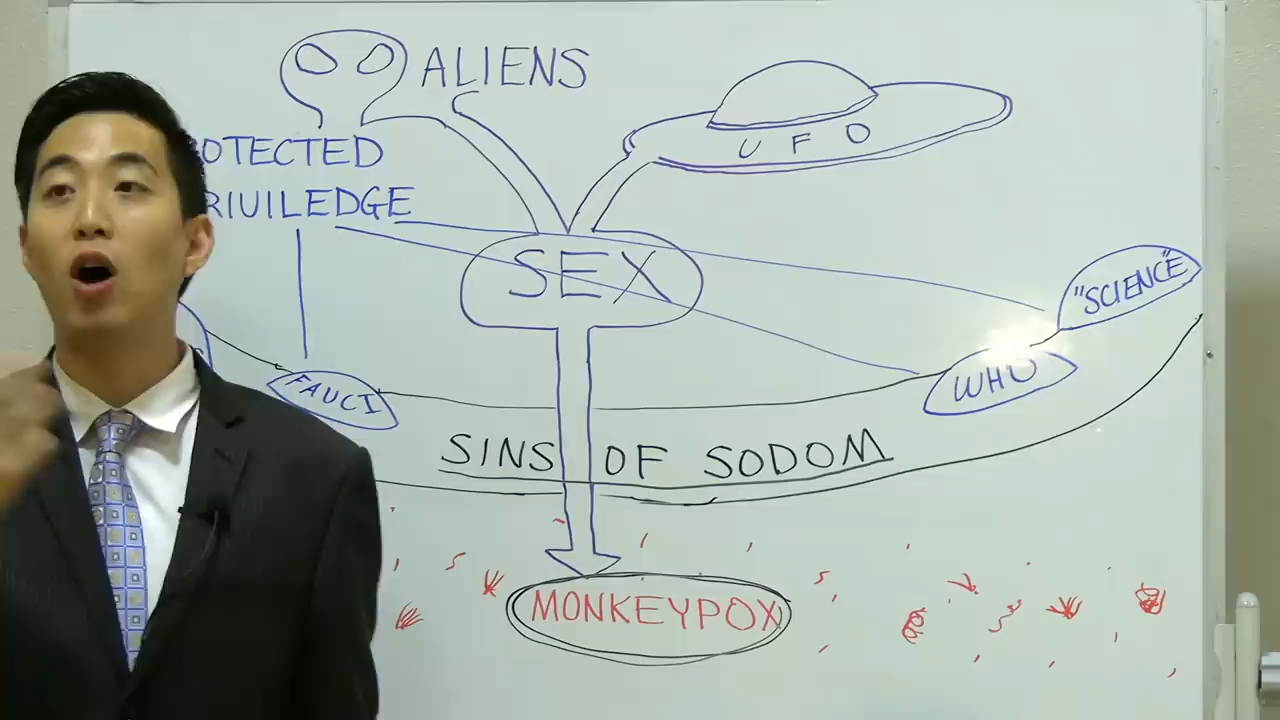 ALIENS
UFO
OTECTED
RIUILEDGE
SEX
"SCIENCE"
FAUCI
WHO
SINS OF SODOM
MONKEYPOX